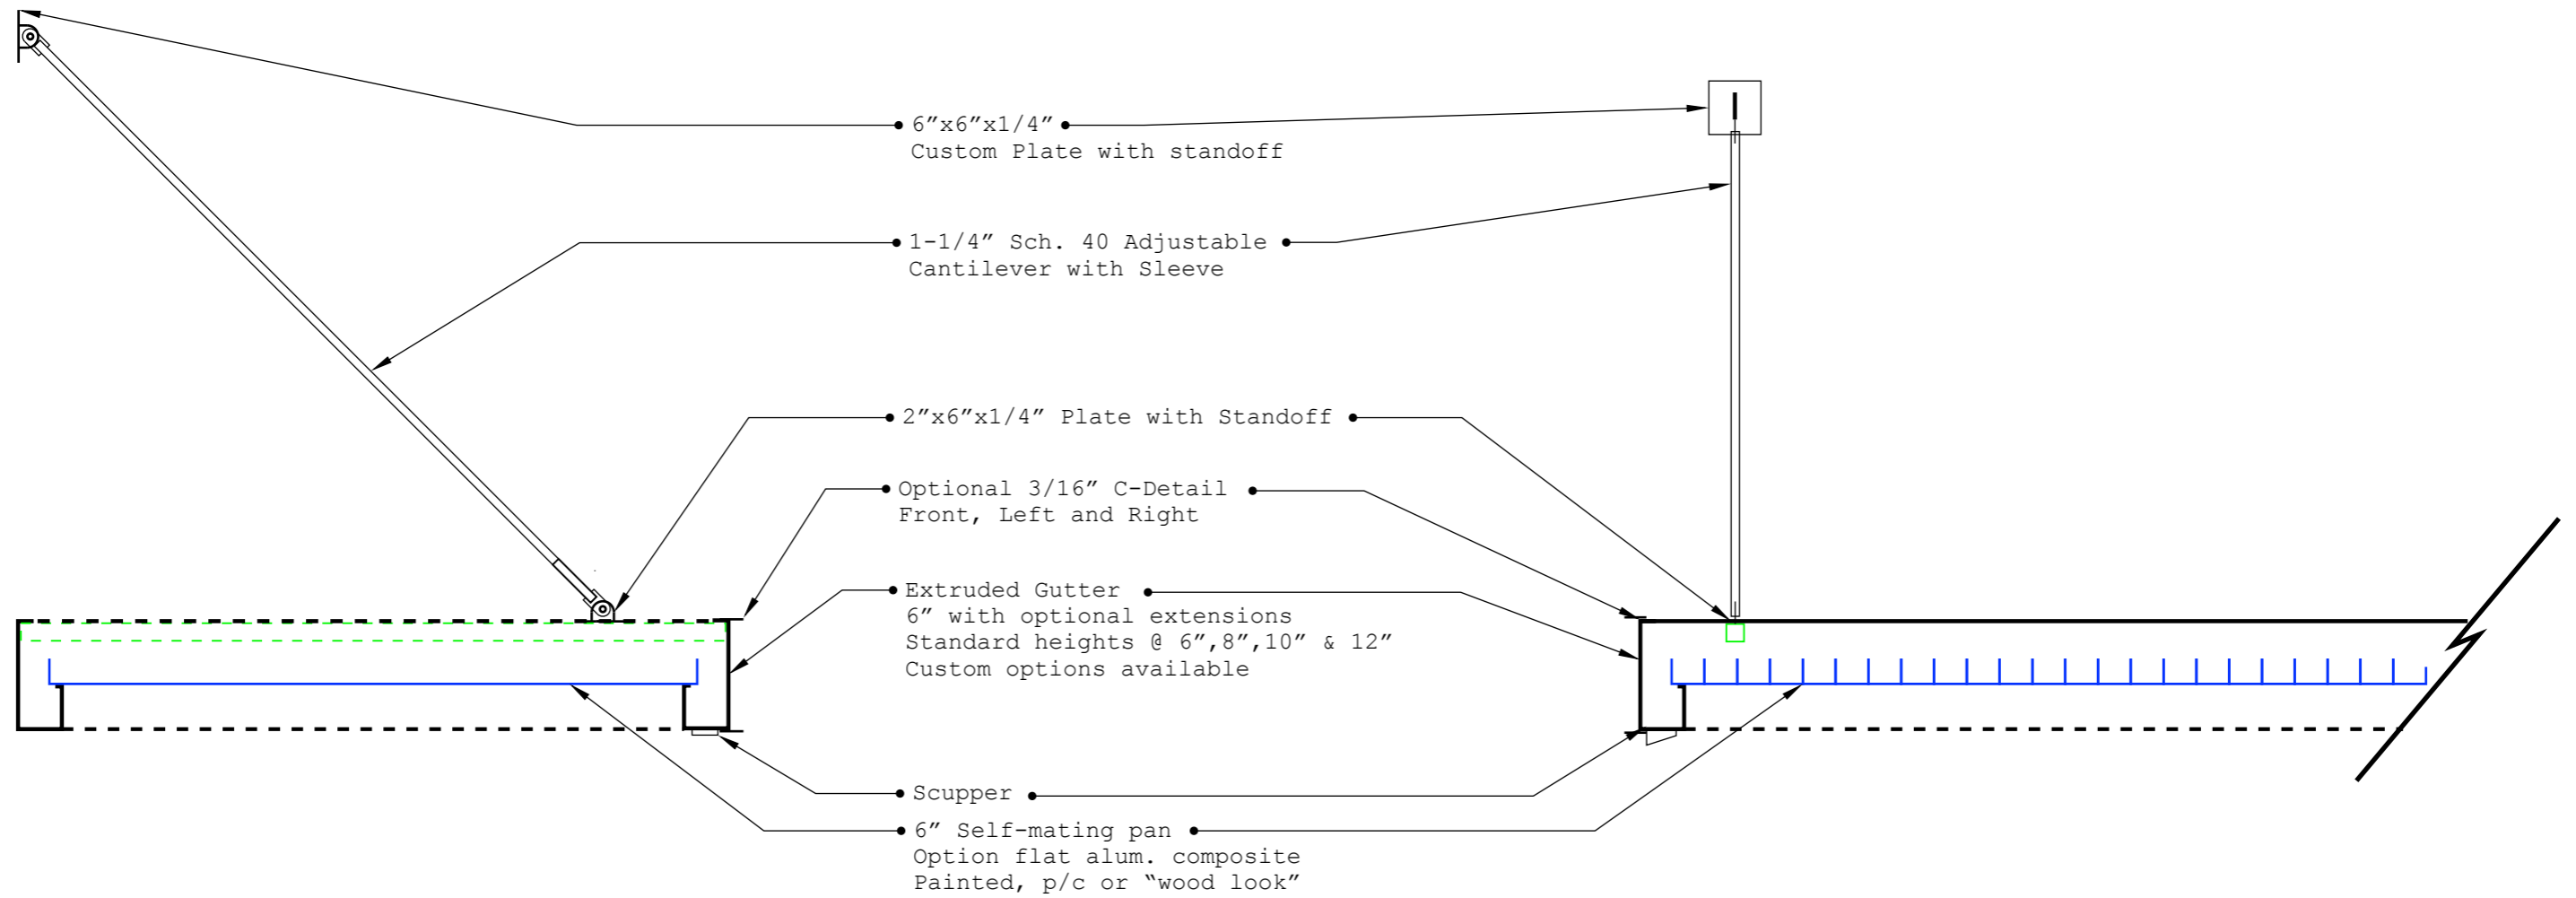 6”x6”x1/4”
Custom Plate with standoff
1-1/4” Sch. 40 Adjustable
Cantilever with Sleeve
2”x6”x1/4” Plate with Standoff
Optional 3/16” C-Detail
Front, Left and Right
Extruded Gutter
6” with optional extensions
Standard heights @ 6”,8”,10” & 12”
Custom options available
Scupper
6” Self-mating pan
Option flat alum. composite
Painted, p/c or “wood look”